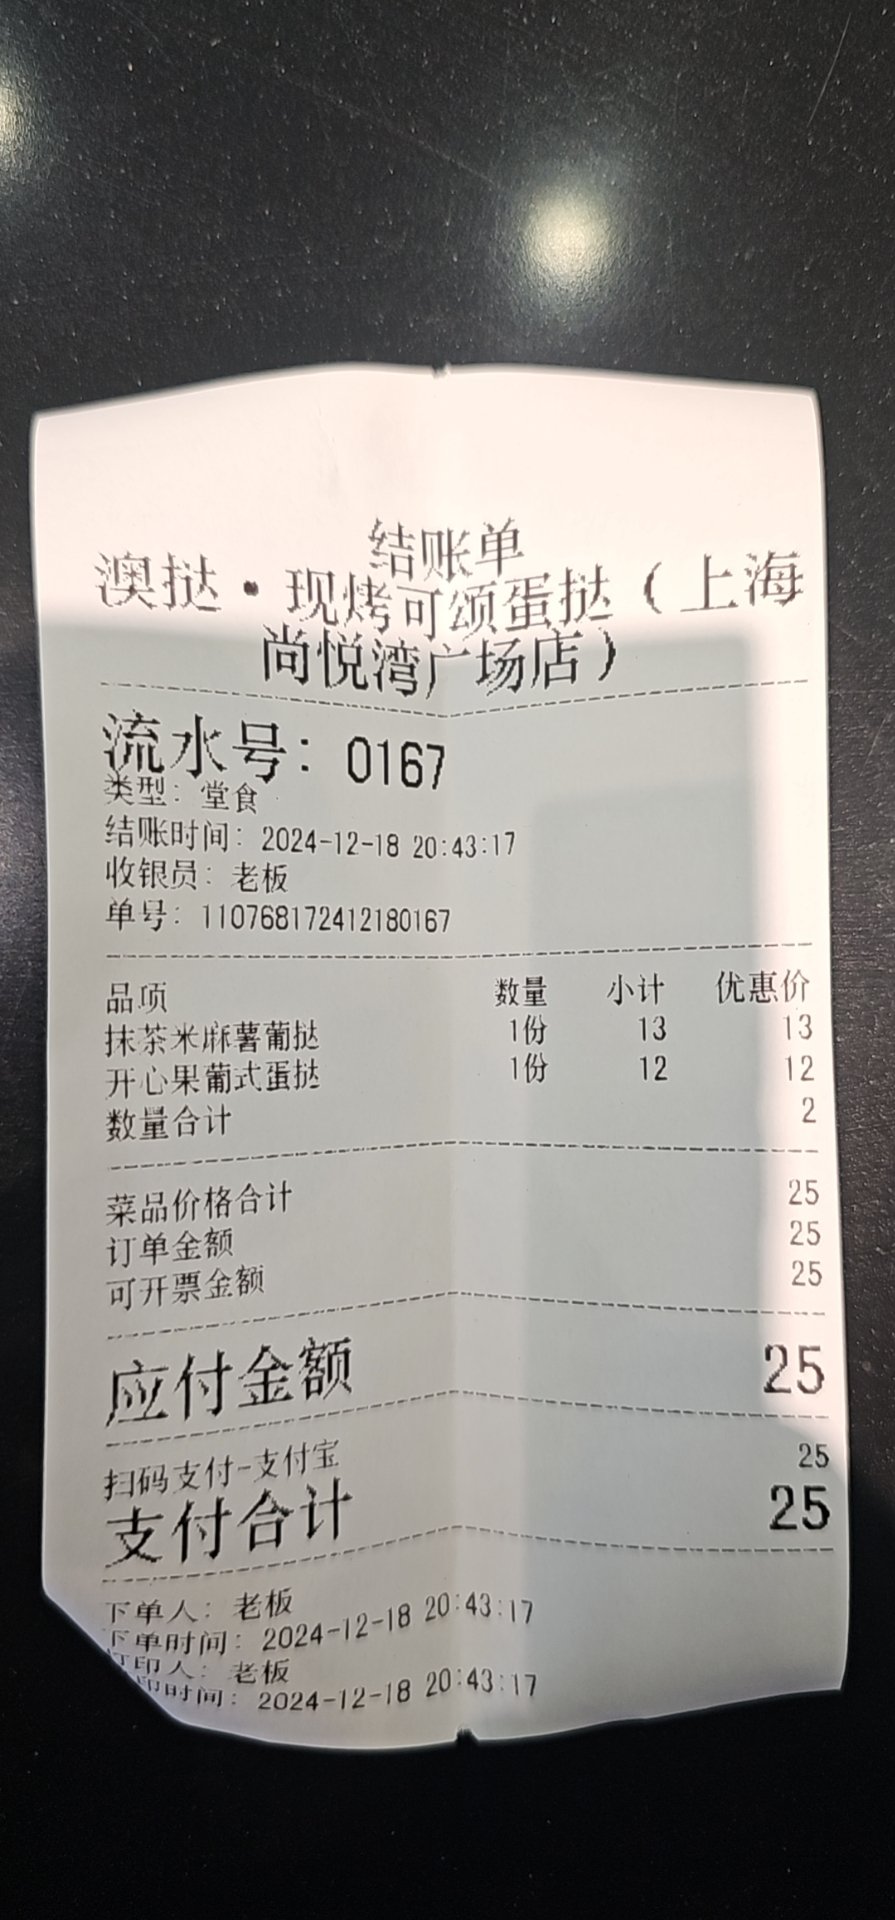 结账单
澳挞·现烤可颂蛋挞(上海
尚悦湾广场店)
流水号: 0167
类型: 堂食
结账时间: 2024-12-18 20:43:17
收银员: 老板
单号: 110768172412180167
品项 数量 小计 优惠价
抹茶米麻薯葡挞 1份 13 13
开心果葡式蛋挞 1份 12 12
数量合计 2
菜品价格合计 25
订单金额 25
可开票金额 25
应付金额 25
扫码支付-支付宝 25
支付合计 25
下单人: 老板
下单时间: 2024-12-18 20:43:17
打印人: 老板
印时间: 2024-12-18 20:43:17